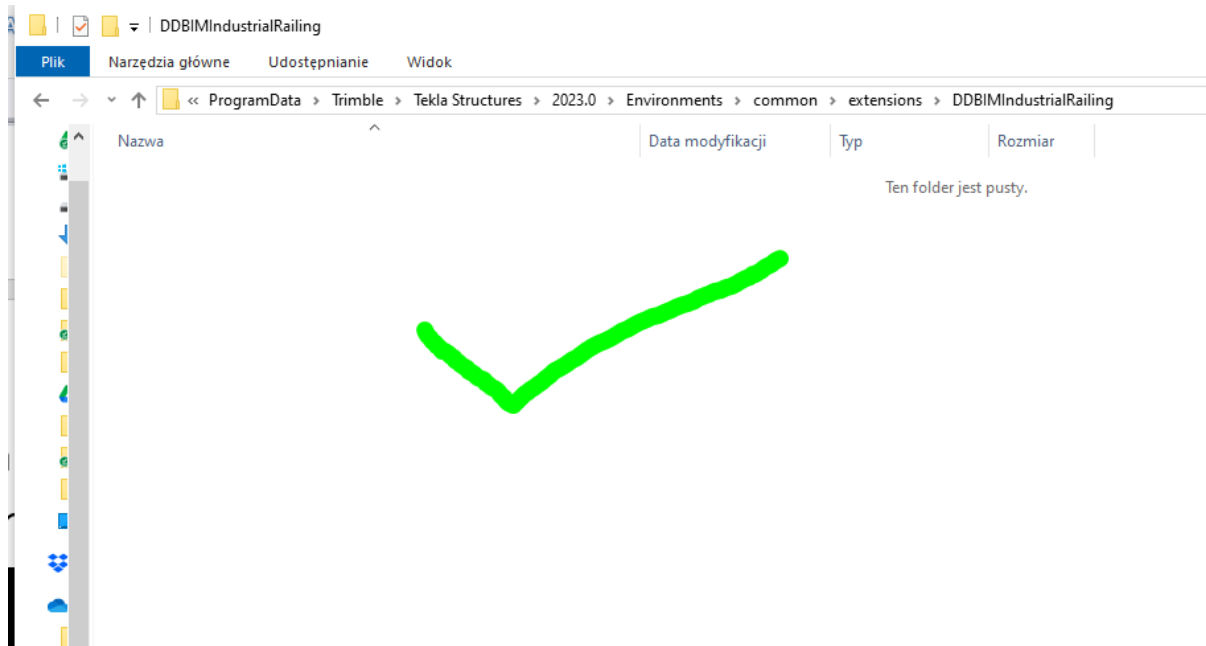 DDBIMIndustrialRailing
Plik Narzędzia główne Udostępnianie Widok
« ProgramData > Trimble > Tekla Structures > 2023.0 > Environments > common > extensions > DDBIMIndustrialRailing
Nazwa Data modyfikacji Typ Rozmiar
Ten folder jest pusty.